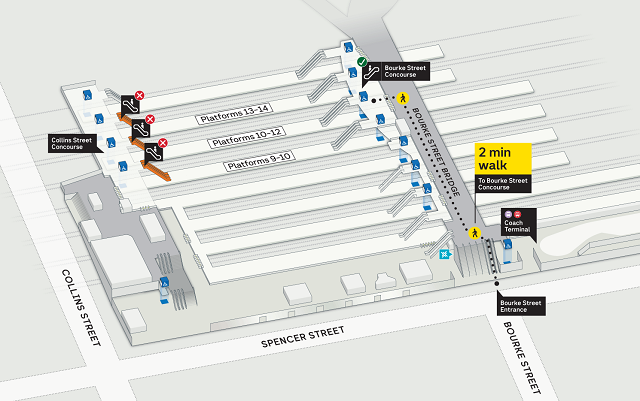 Bourke Street
Concourse
Platforms 13–14
Platforms 10–12
Platforms 9–10
Collins Street
Concourse
BOURKE STREET BRIDGE
2 min
walk
To Bourke Street
Concourse
Coach
Terminal
Bourke Street
Entrance
COLLINS STREET
SPENCER STREET
BOURKE STREET